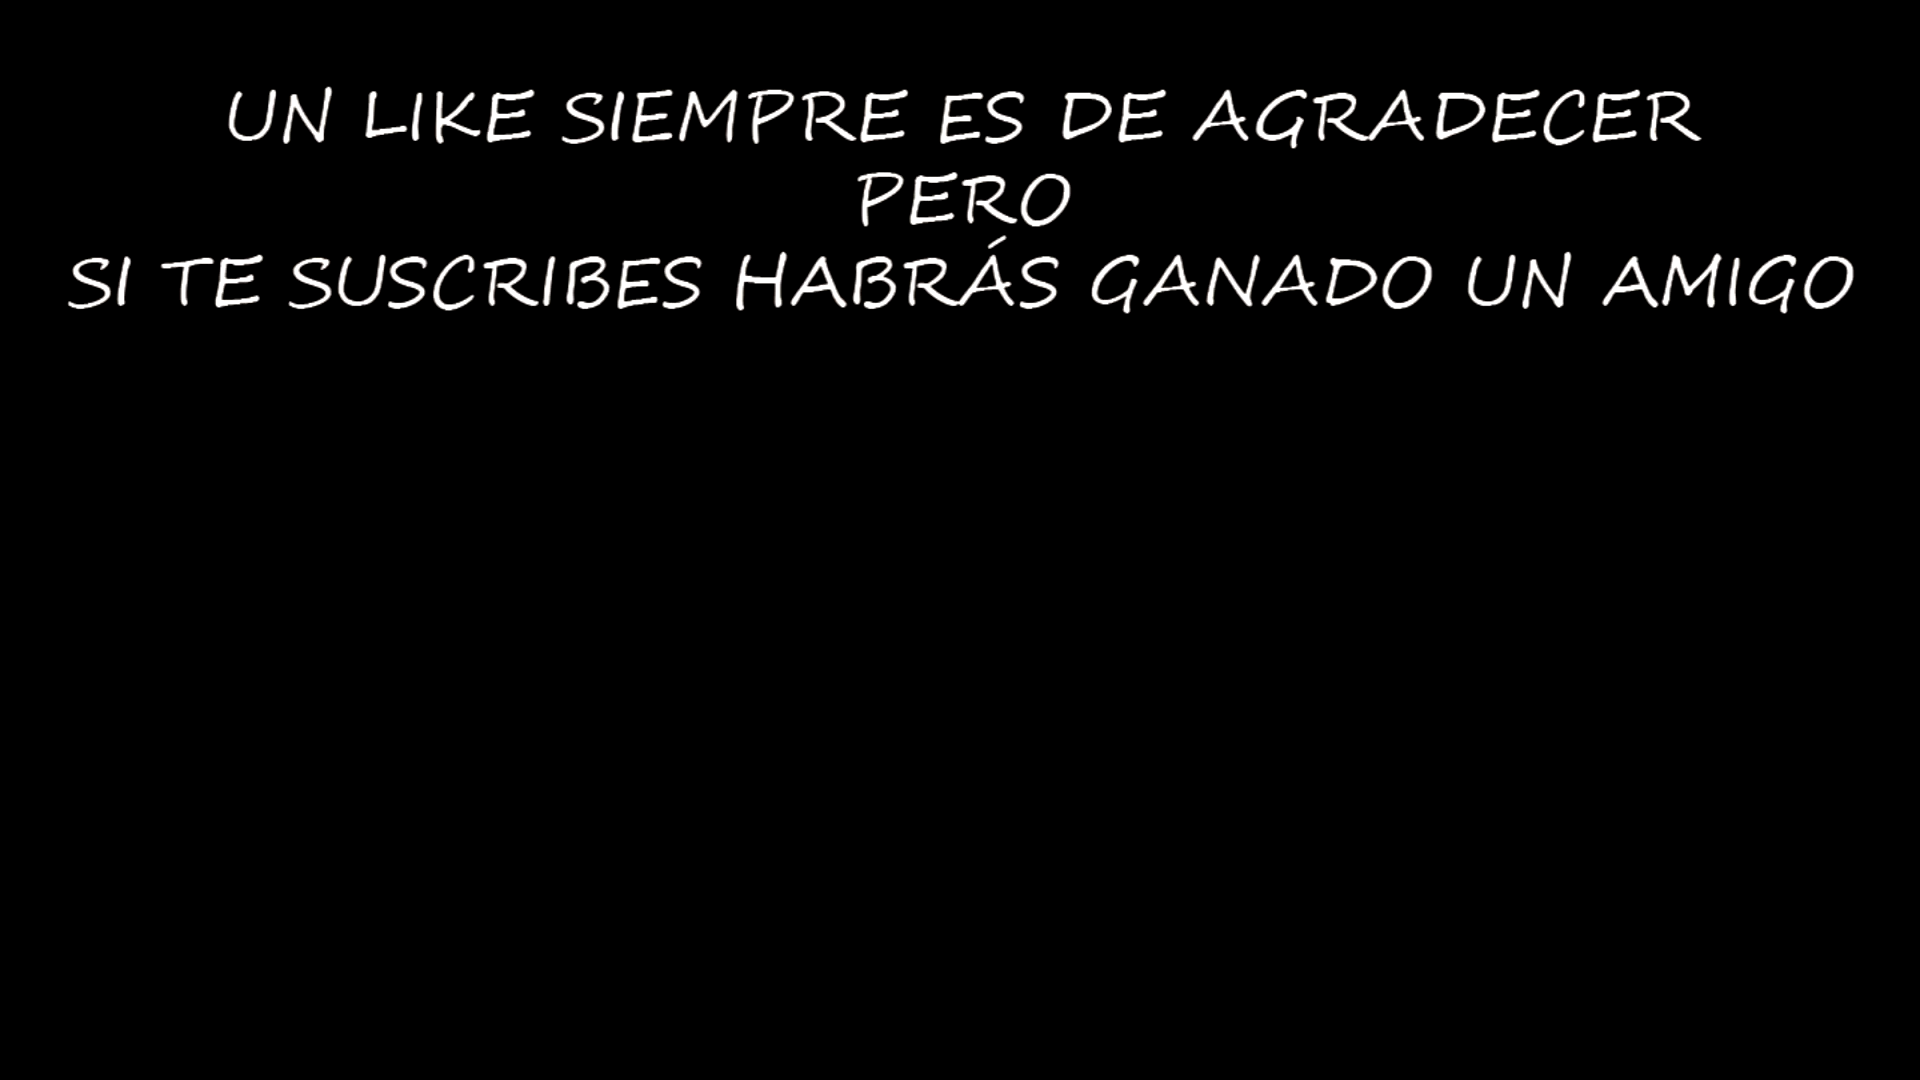 UN LIKE SIEMPRE ES DE AGRADECER
PERO
SI TE SUSCRIBES HABRÁS GANADO UN AMIGO